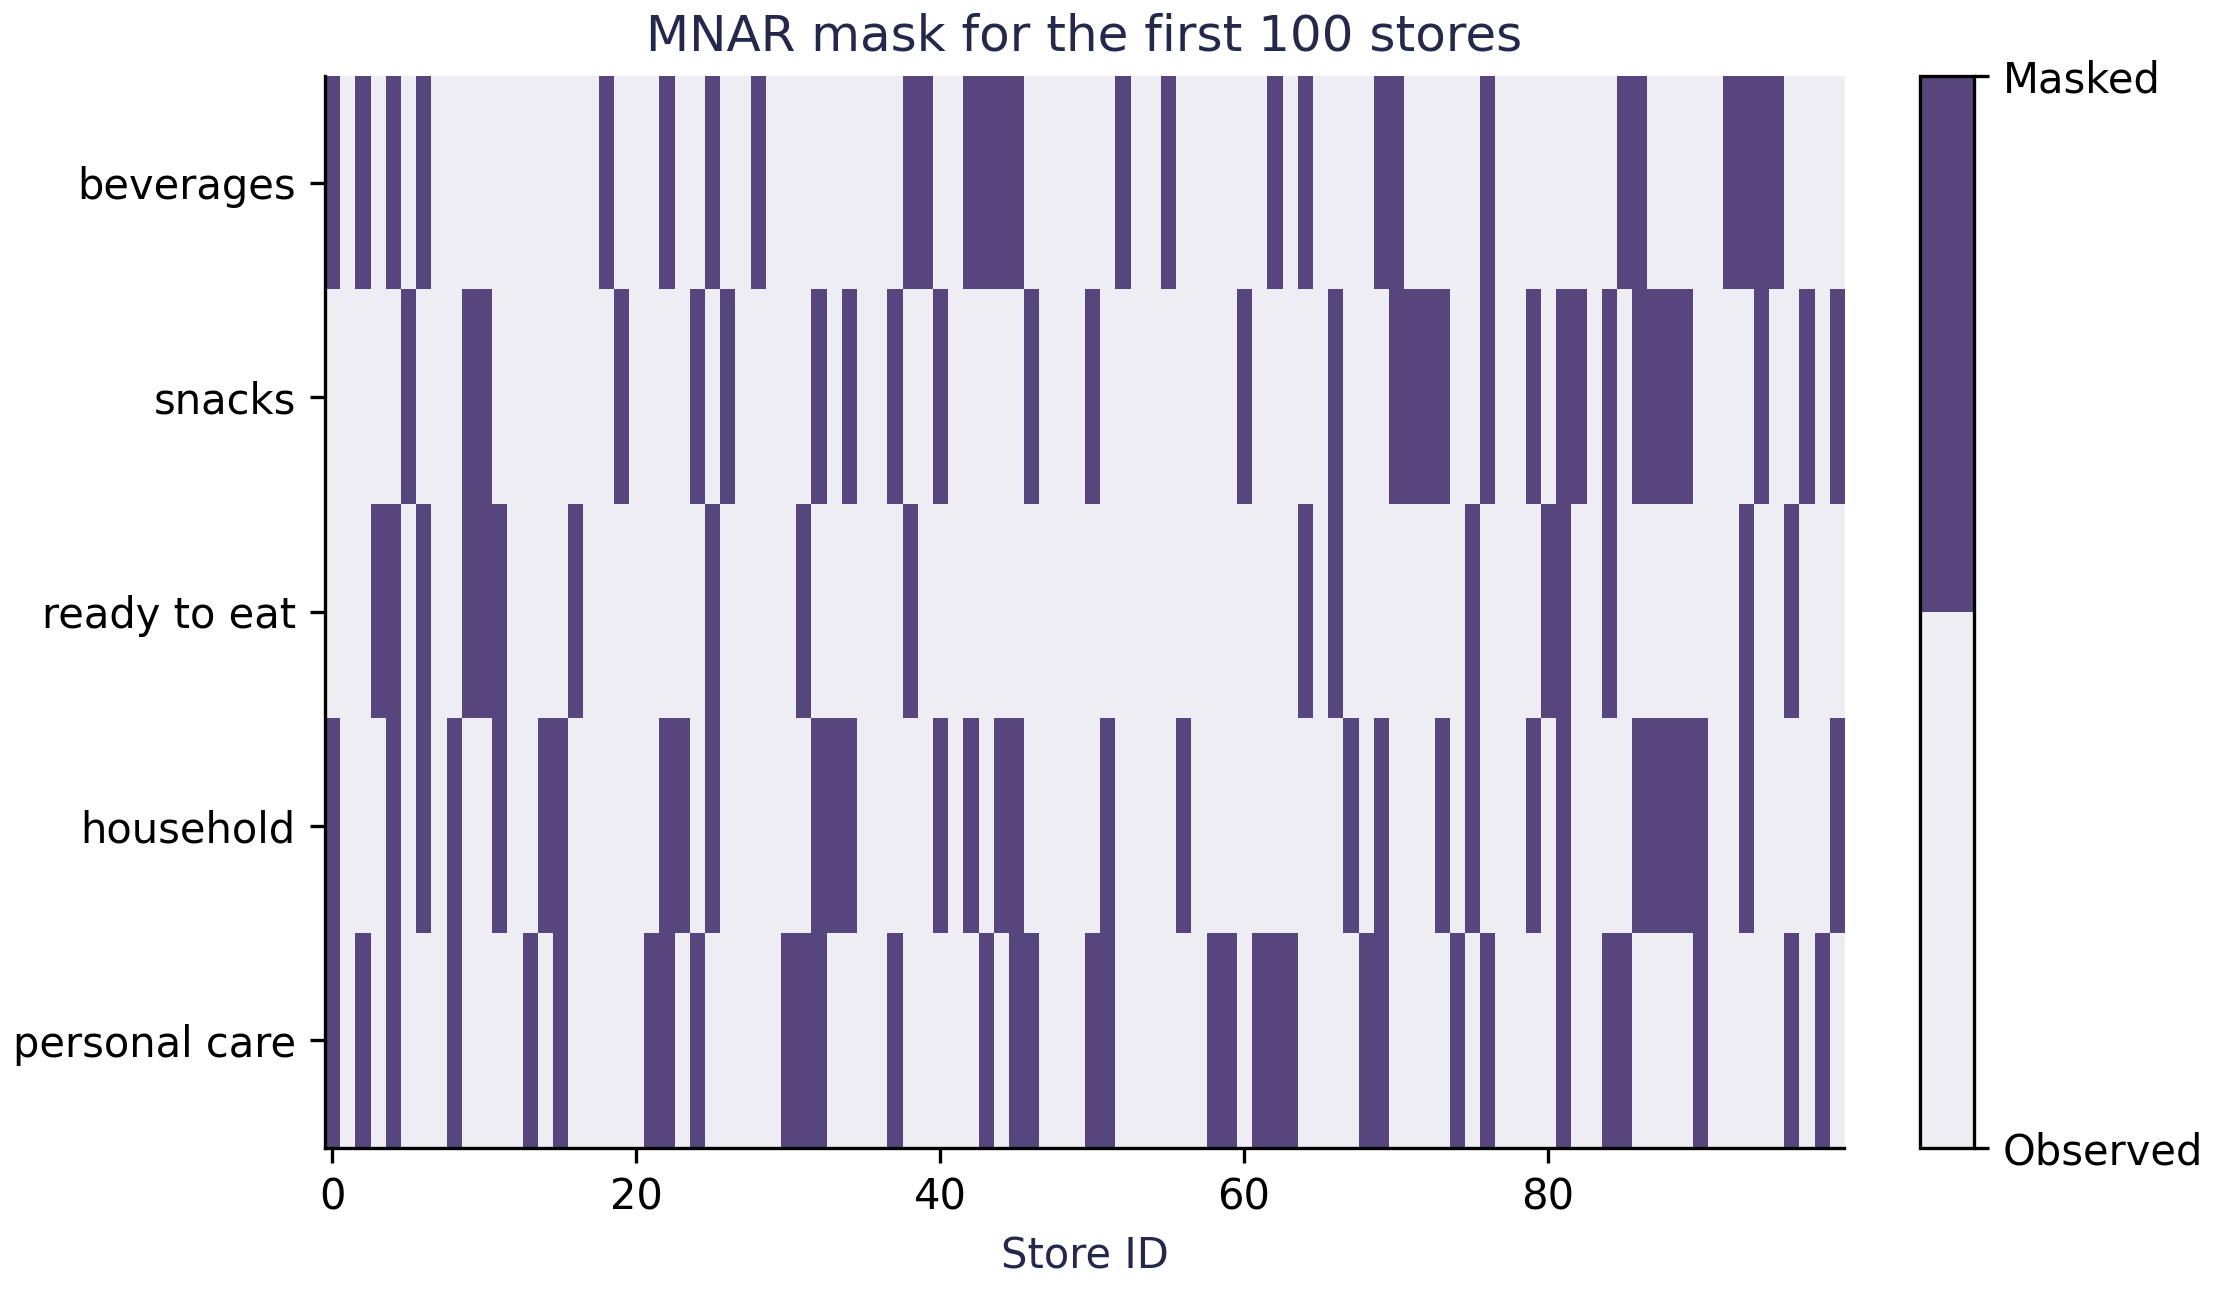 MNAR mask for the first 100 stores
Masked
beverages
snacks
ready to eat
household
personal care
Observed
0 20 40 60 80
Store ID